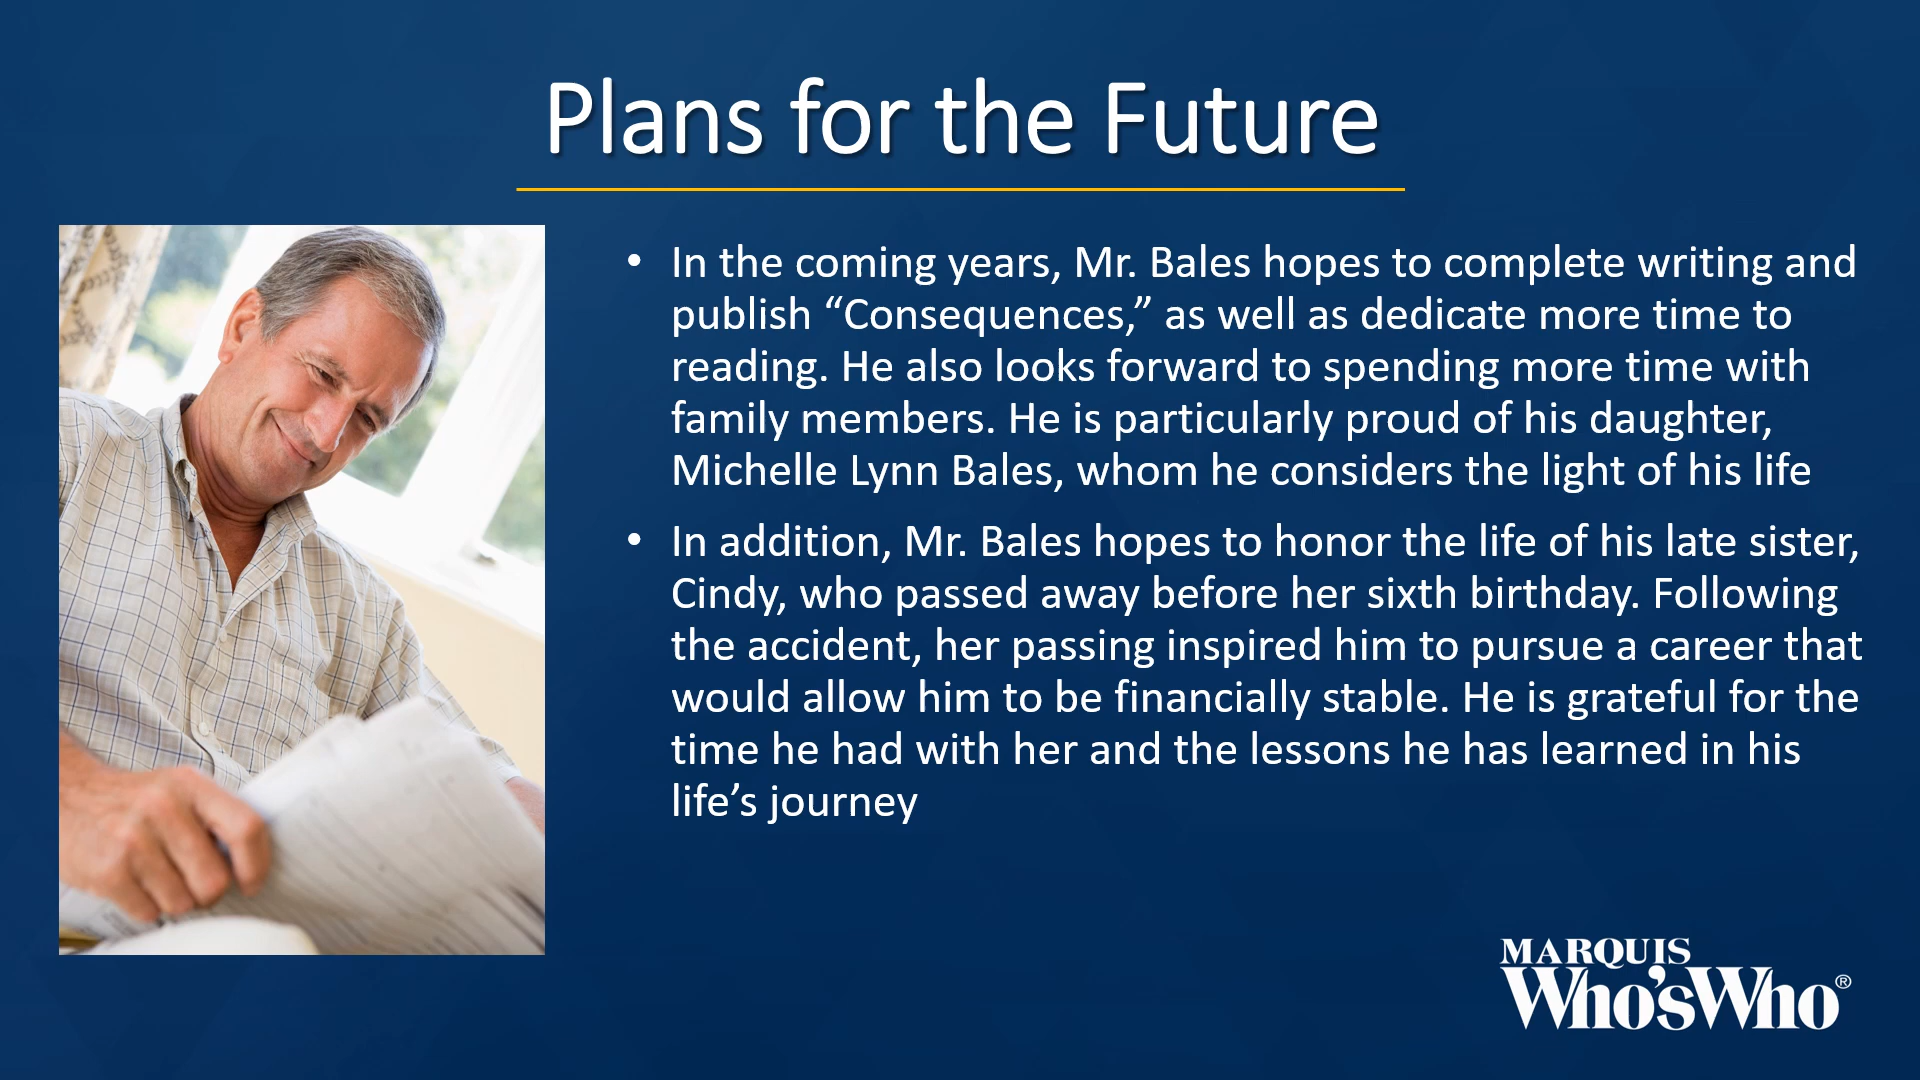 Plans for the Future
• In the coming years, Mr. Bales hopes to complete writing and
publish “Consequences,” as well as dedicate more time to
reading. He also looks forward to spending more time with
family members. He is particularly proud of his daughter,
Michelle Lynn Bales, whom he considers the light of his life
• In addition, Mr. Bales hopes to honor the life of his late sister,
Cindy, who passed away before her sixth birthday. Following
the accident, her passing inspired him to pursue a career that
would allow him to be financially stable. He is grateful for the
time he had with her and the lessons he has learned in his
life’s journey
MARQUIS
Who’sWho®